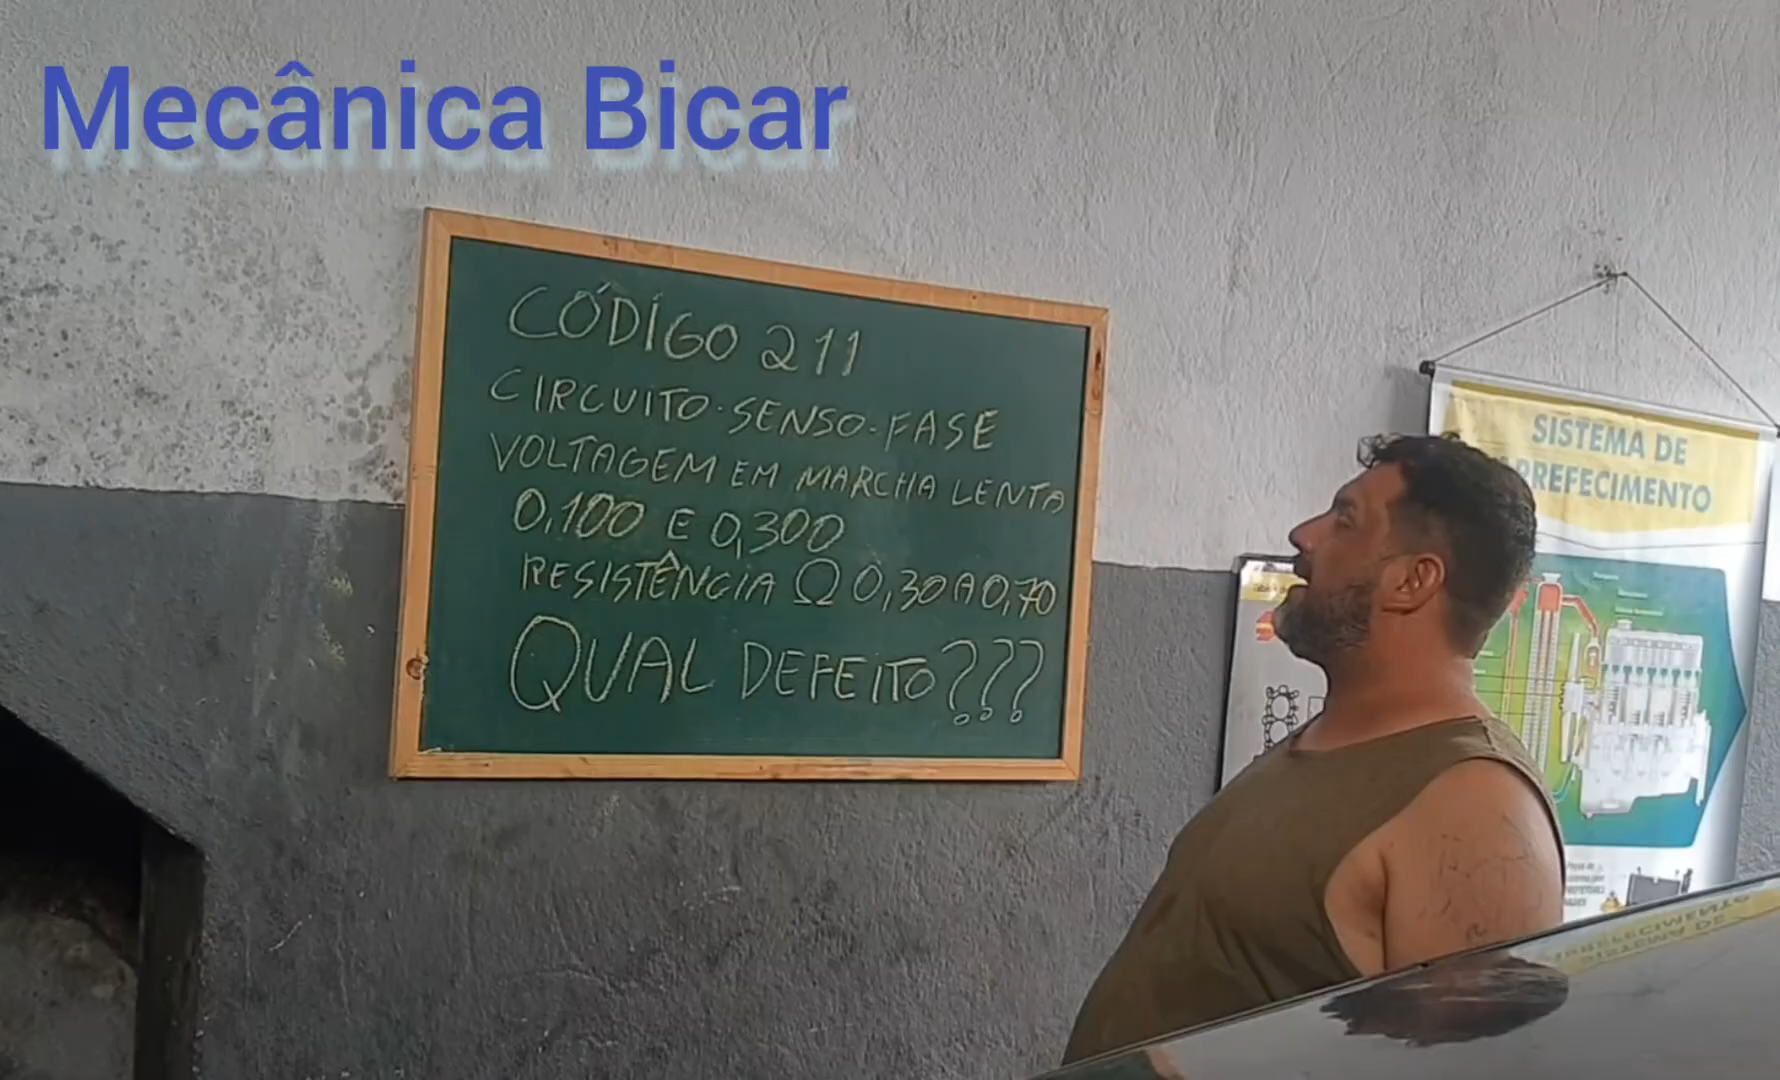 Mecânica Bicar
CÓDIGO 211
CIRCUITO-SENSO-FASE
VOLTAGEM EM MARCHA LENTA
0,100 E 0,300
RESISTÊNCIA Ω 0,30 A 0,70
QUAL DEFEITO???
SISTEMA DE
RREFECIMENTO